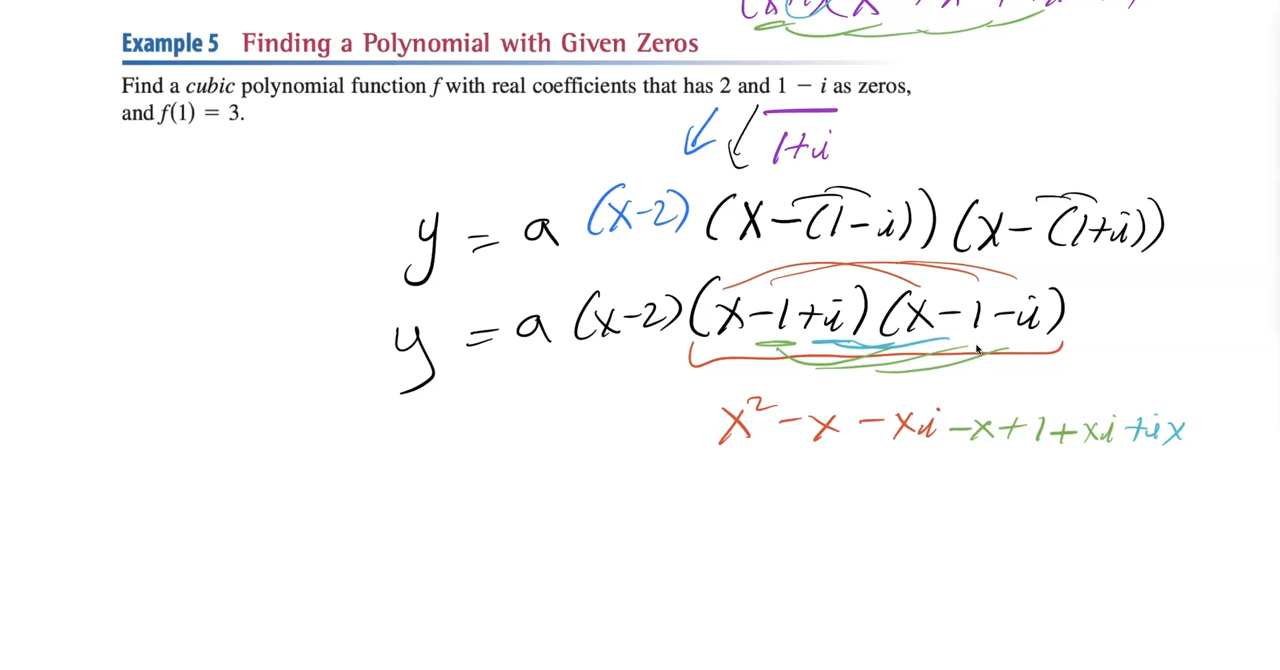 Example 5 Finding a Polynomial with Given Zeros
Find a cubic polynomial function f with real coefficients that has 2 and 1 − i as zeros,
and f(1) = 3.
1+i
y = a (x-2) (x-(1-i)) (x-(1+i))
y = a (x-2) (x-1+i) (x-1-i)
x² - x - xi - x + 1 + xi + ix